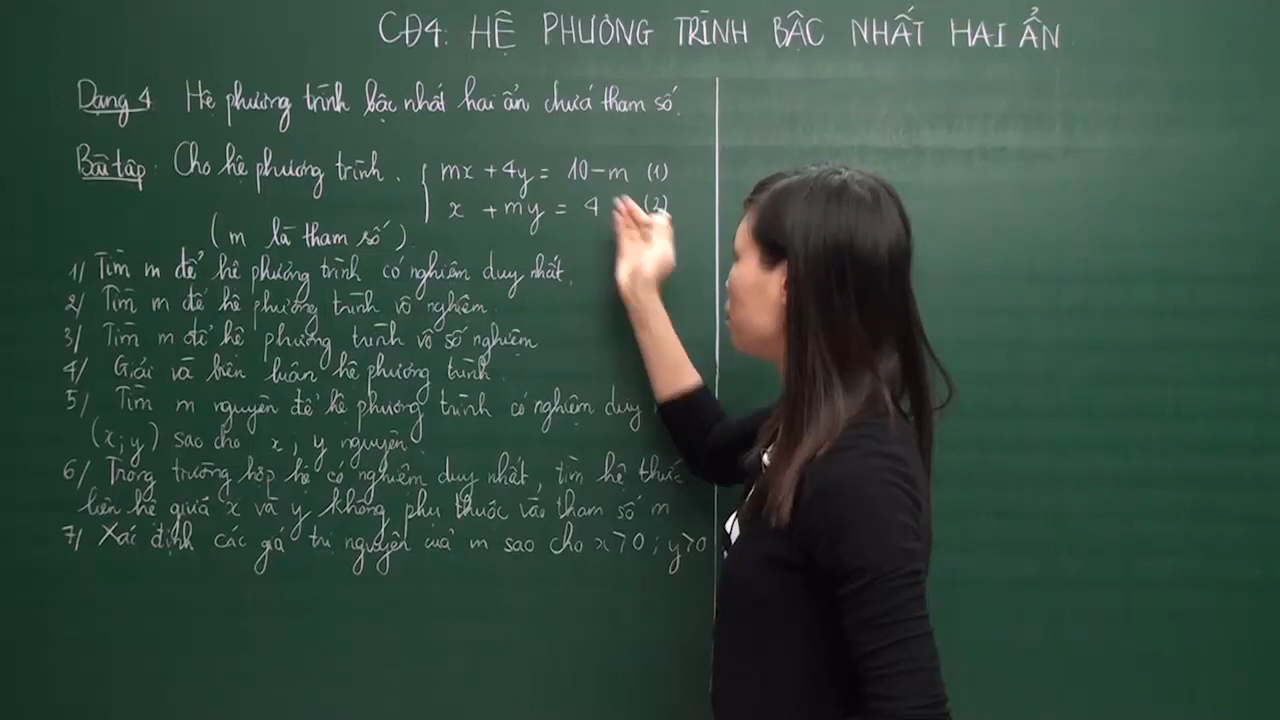 CĐ4: HỆ PHƯƠNG TRÌNH BẬC NHẤT HAI ẨN
Dạng 4 Hệ phương trình bậc nhất hai ẩn chứa tham số.
Bài tập: Cho hệ phương trình. { mx + 4y = 10 - m (1)
x + my = 4 (2)
(m là tham số).
1/ Tìm m để hệ phương trình có nghiệm duy nhất.
2/ Tìm m để hệ phương trình vô nghiệm.
3/ Tìm m để hệ phương trình vô số nghiệm
4/ Giải và biện luận hệ phương trình.
5/ Tìm m nguyên để hệ phương trình có nghiệm duy
(x; y) sao cho x, y nguyên
6/ Trong trường hợp hệ có nghiệm duy nhất, tìm hệ thức
liên hệ giữa x và y không phụ thuộc vào tham số m
7/ Xác định các giá trị nguyên của m sao cho x > 0; y > 0